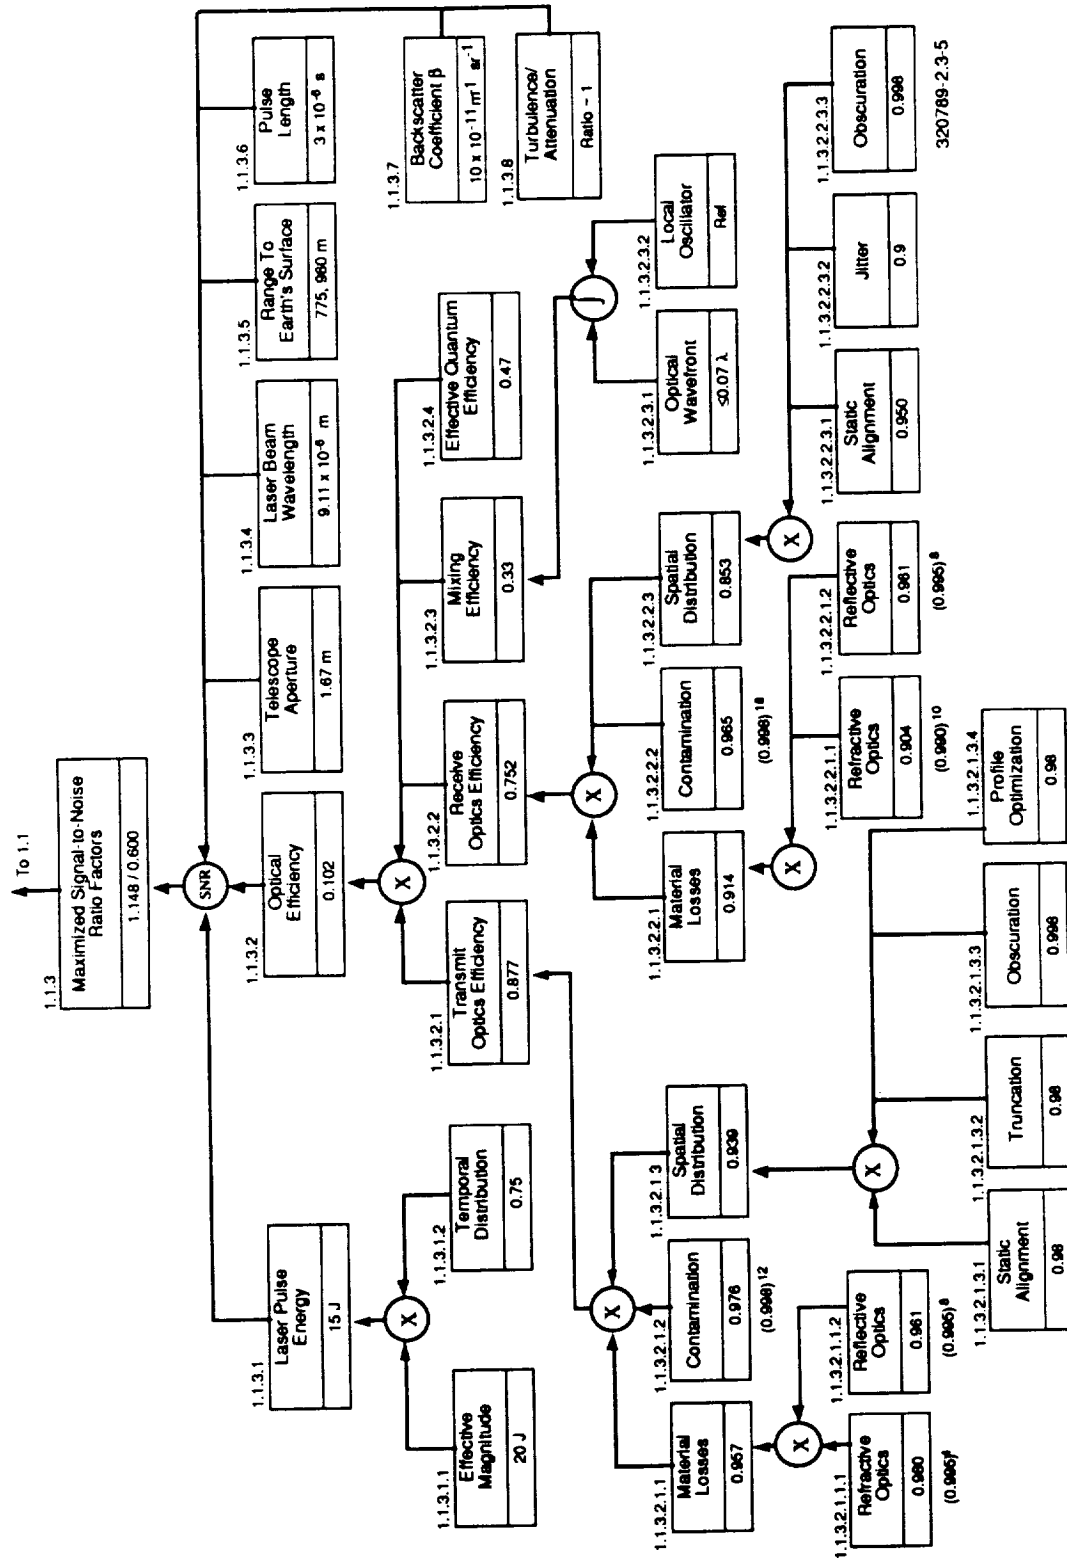 To 1.1
1.1.3
Maximized Signal-to-Noise
Ratio Factors
1.148 / 0.600
SNR
1.1.3.1
Laser Pulse
Energy
15 J
1.1.3.2
Optical
Efficiency
0.102
1.1.3.3
Telescope
Aperture
1.67 m
1.1.3.4
Laser Beam
Wavelength
9.11 x 10⁻⁶ m
1.1.3.5
Range To
Earth's Surface
775, 980 m
1.1.3.6
Pulse
Length
3 x 10⁻⁶ s
1.1.3.7
Backscatter
Coefficient β
10 x 10⁻¹¹ m⁻¹ sr⁻¹
1.1.3.8
Turbulence/
Attenuation
Ratio ~ 1
X
1.1.3.1.1
Effective
Magnitude
20 J
1.1.3.1.2
Temporal
Distribution
0.75
X
1.1.3.2.1
Transmit
Optics Efficiency
0.877
1.1.3.2.2
Receive
Optics Efficiency
0.752
1.1.3.2.3
Mixing
Efficiency
0.33
1.1.3.2.4
Effective Quantum
Efficiency
0.47
X
1.1.3.2.1.1
Material
Losses
0.957
1.1.3.2.1.2
Contamination
0.976
(0.998)¹²
1.1.3.2.1.3
Spatial
Distribution
0.939
X
1.1.3.2.2.1
Material
Losses
0.914
1.1.3.2.2.2
Contamination
0.965
(0.998)¹⁸
1.1.3.2.2.3
Spatial
Distribution
0.853
∫
1.1.3.2.3.1
Optical
Wavefront
≤0.07 λ
1.1.3.2.3.2
Local
Oscillator
Ref
X
1.1.3.2.1.1.1
Refractive
Optics
0.980
(0.995)⁴
1.1.3.2.1.1.2
Reflective
Optics
0.961
(0.995)⁸
X
1.1.3.2.1.3.1
Static
Alignment
0.98
1.1.3.2.1.3.2
Truncation
0.98
1.1.3.2.1.3.3
Obscuration
0.998
1.1.3.2.1.3.4
Profile
Optimization
0.98
X
1.1.3.2.2.1.1
Refractive
Optics
0.904
(0.990)¹⁰
1.1.3.2.2.1.2
Reflective
Optics
0.961
(0.995)⁸
X
1.1.3.2.2.3.1
Static
Alignment
0.950
1.1.3.2.2.3.2
Jitter
0.9
1.1.3.2.2.3.3
Obscuration
0.998
320789-2.3-5